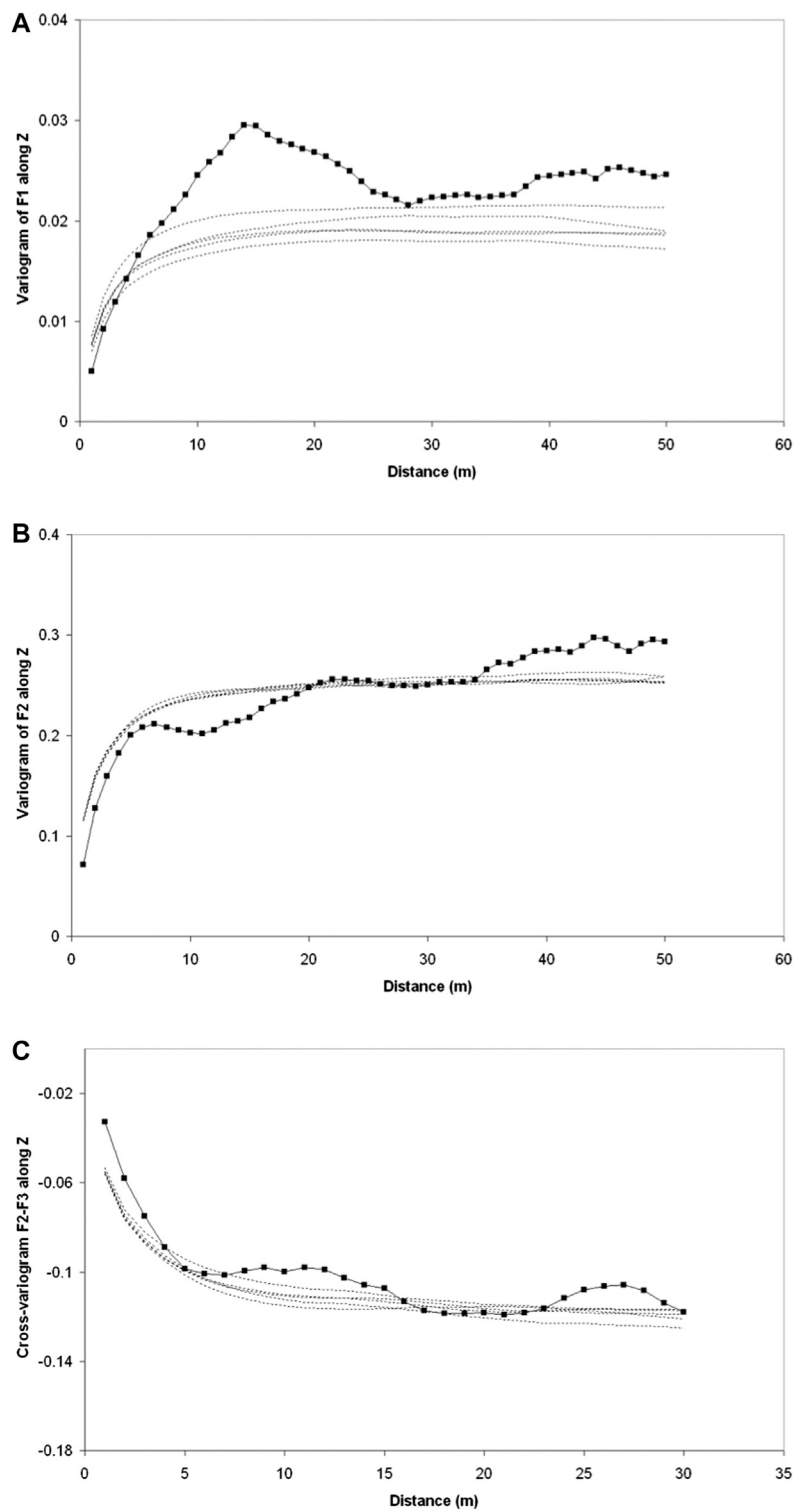 A
Variogram of F1 along Z
0.04
0.03
0.02
0.01
0
0 10 20 30 40 50 60
Distance (m)
B
Variogram of F2 along Z
0.4
0.3
0.2
0.1
0
0 10 20 30 40 50 60
Distance (m)
C
Cross-variogram F2-F3 along Z
-0.02
-0.06
-0.1
-0.14
-0.18
0 5 10 15 20 25 30 35
Distance (m)